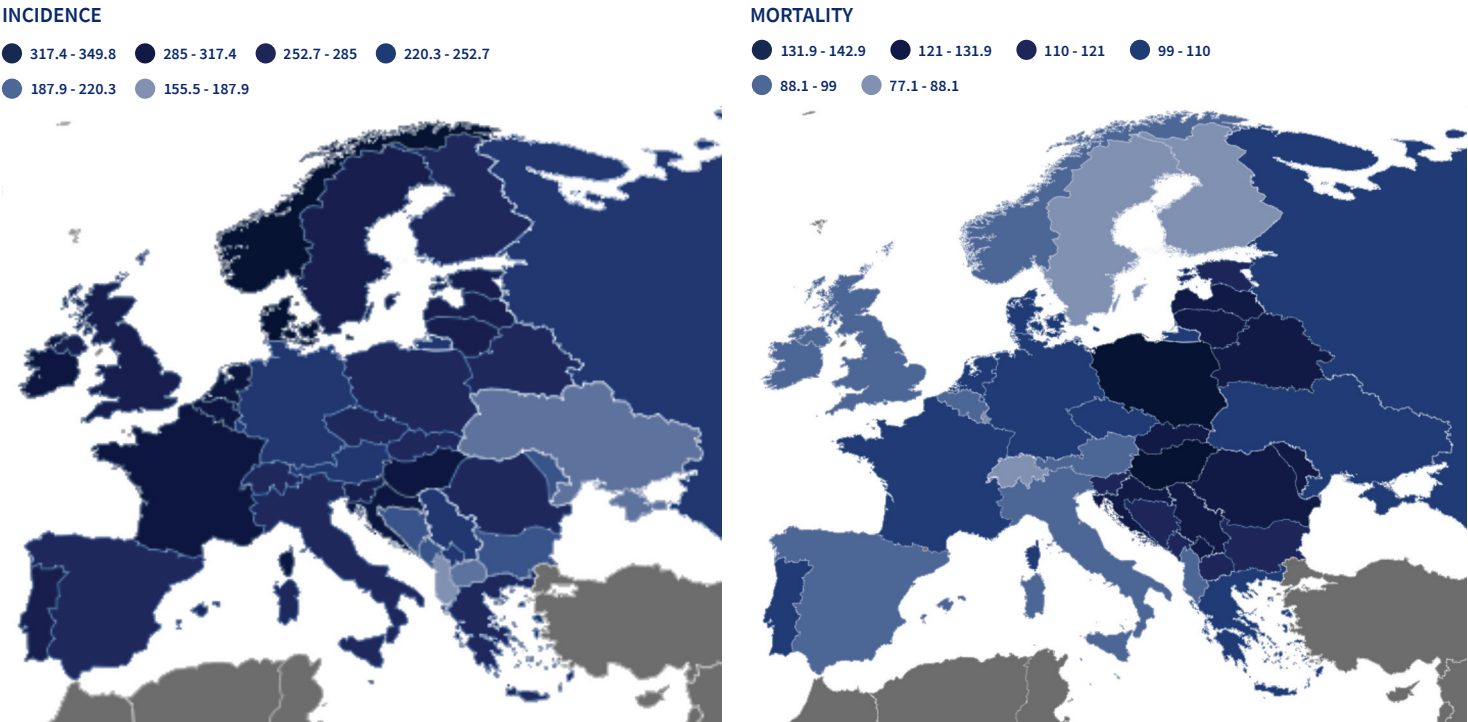 INCIDENCE
317.4 - 349.8 285 - 317.4 252.7 - 285 220.3 - 252.7
187.9 - 220.3 155.5 - 187.9
MORTALITY
131.9 - 142.9 121 - 131.9 110 - 121 99 - 110
88.1 - 99 77.1 - 88.1